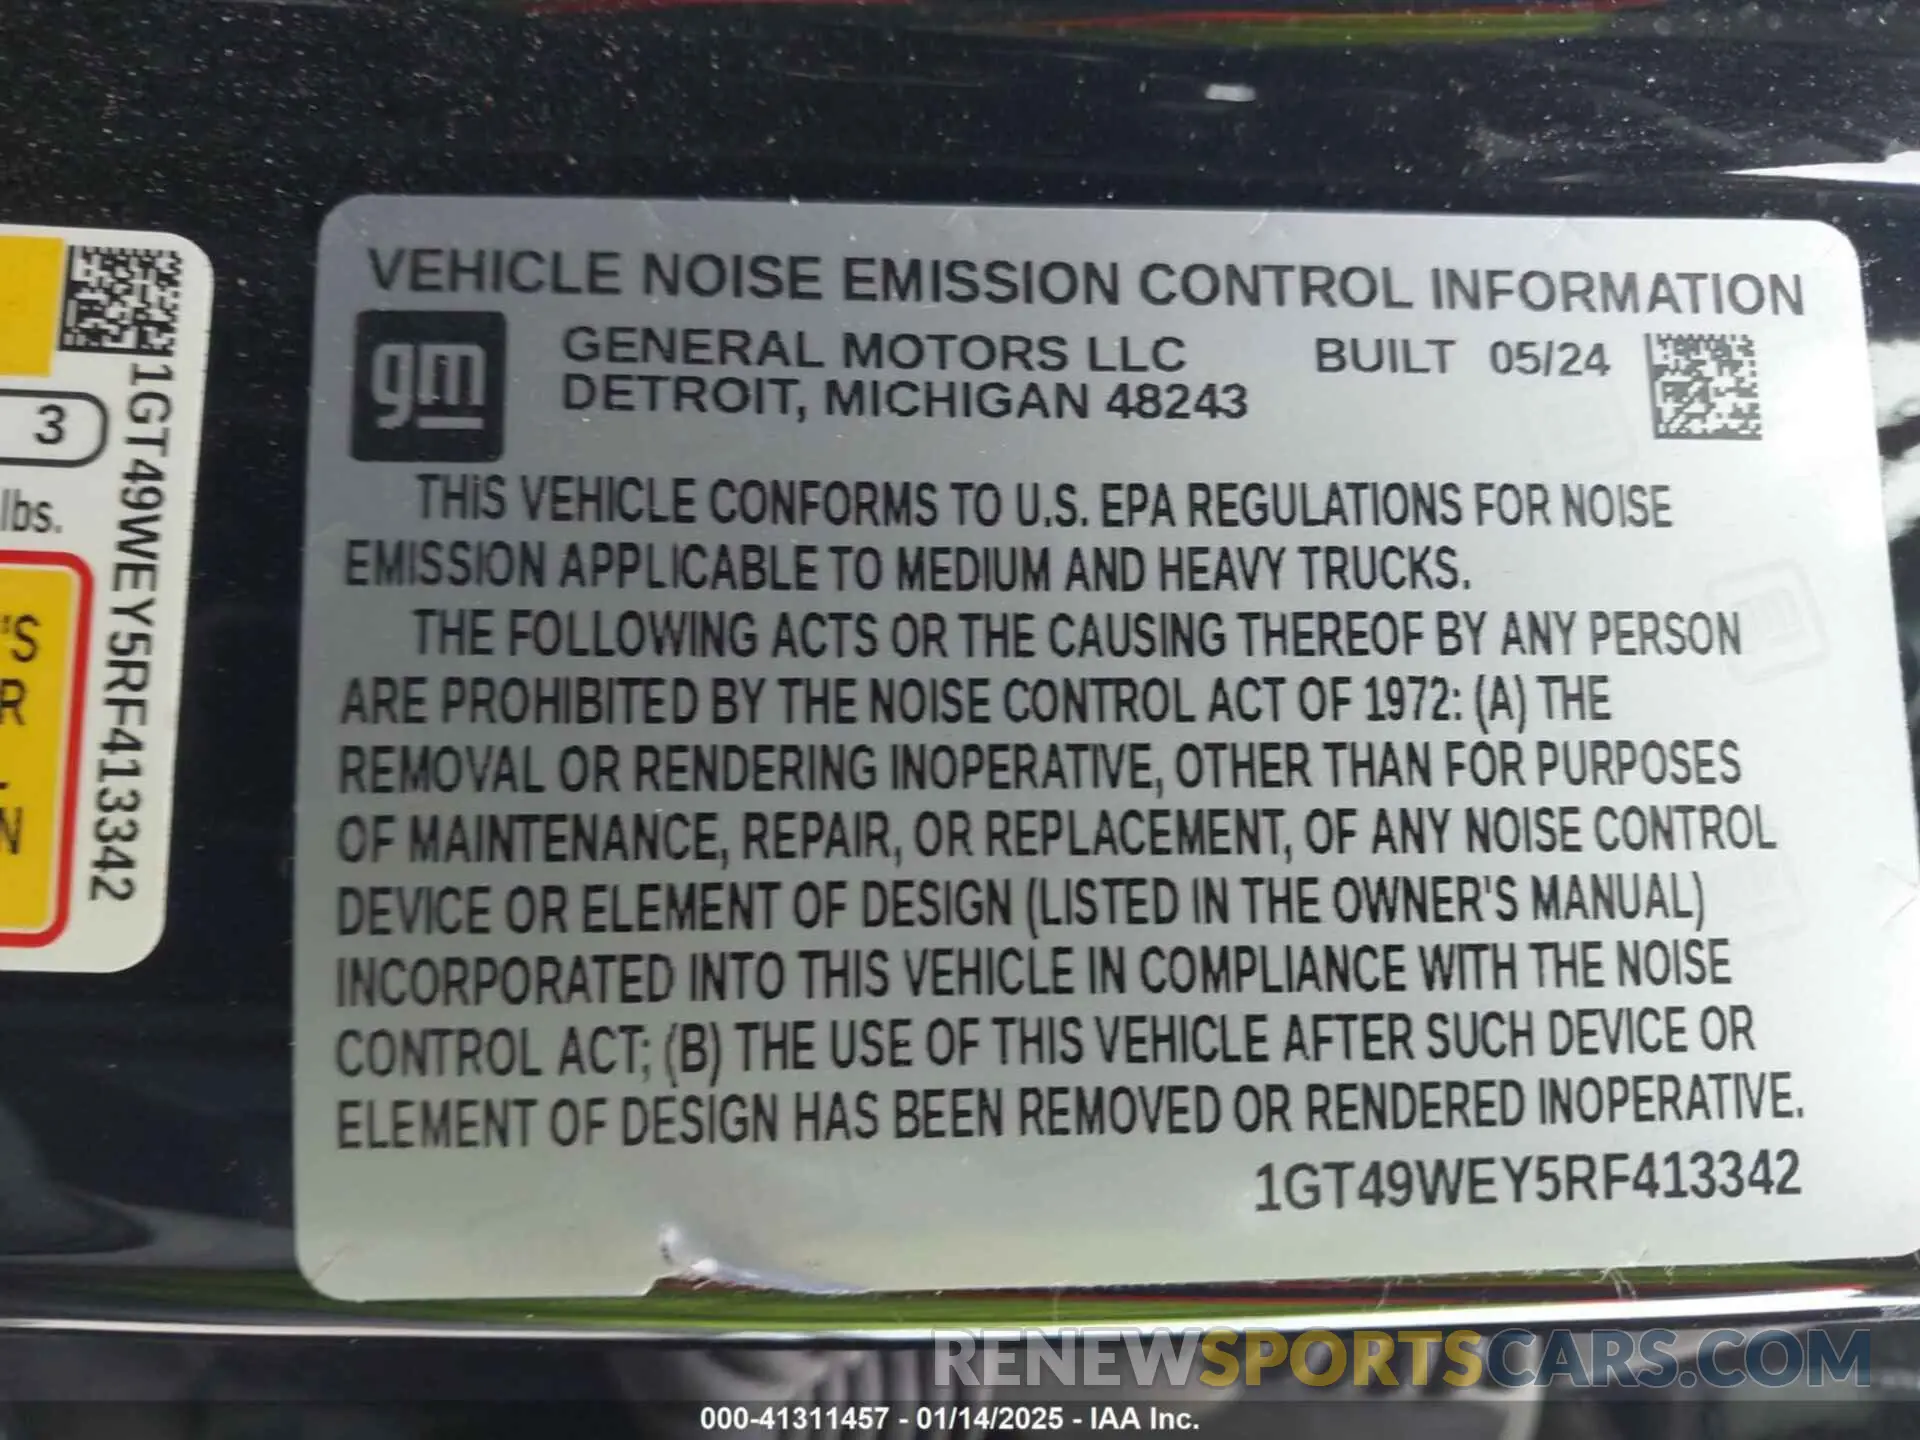 3
lbs.
'S
R
N
1GT49WEY5RF413342
VEHICLE NOISE EMISSION CONTROL INFORMATION
gm
GENERAL MOTORS LLC
DETROIT, MICHIGAN 48243
BUILT 05/24
THIS VEHICLE CONFORMS TO U.S. EPA REGULATIONS FOR NOISE
EMISSION APPLICABLE TO MEDIUM AND HEAVY TRUCKS.
THE FOLLOWING ACTS OR THE CAUSING THEREOF BY ANY PERSON
ARE PROHIBITED BY THE NOISE CONTROL ACT OF 1972: (A) THE
REMOVAL OR RENDERING INOPERATIVE, OTHER THAN FOR PURPOSES
OF MAINTENANCE, REPAIR, OR REPLACEMENT, OF ANY NOISE CONTROL
DEVICE OR ELEMENT OF DESIGN (LISTED IN THE OWNER'S MANUAL)
INCORPORATED INTO THIS VEHICLE IN COMPLIANCE WITH THE NOISE
CONTROL ACT; (B) THE USE OF THIS VEHICLE AFTER SUCH DEVICE OR
ELEMENT OF DESIGN HAS BEEN REMOVED OR RENDERED INOPERATIVE.
1GT49WEY5RF413342
RENEWSPORTSCARS.COM
000-41311457 - 01/14/2025 - IAA Inc.